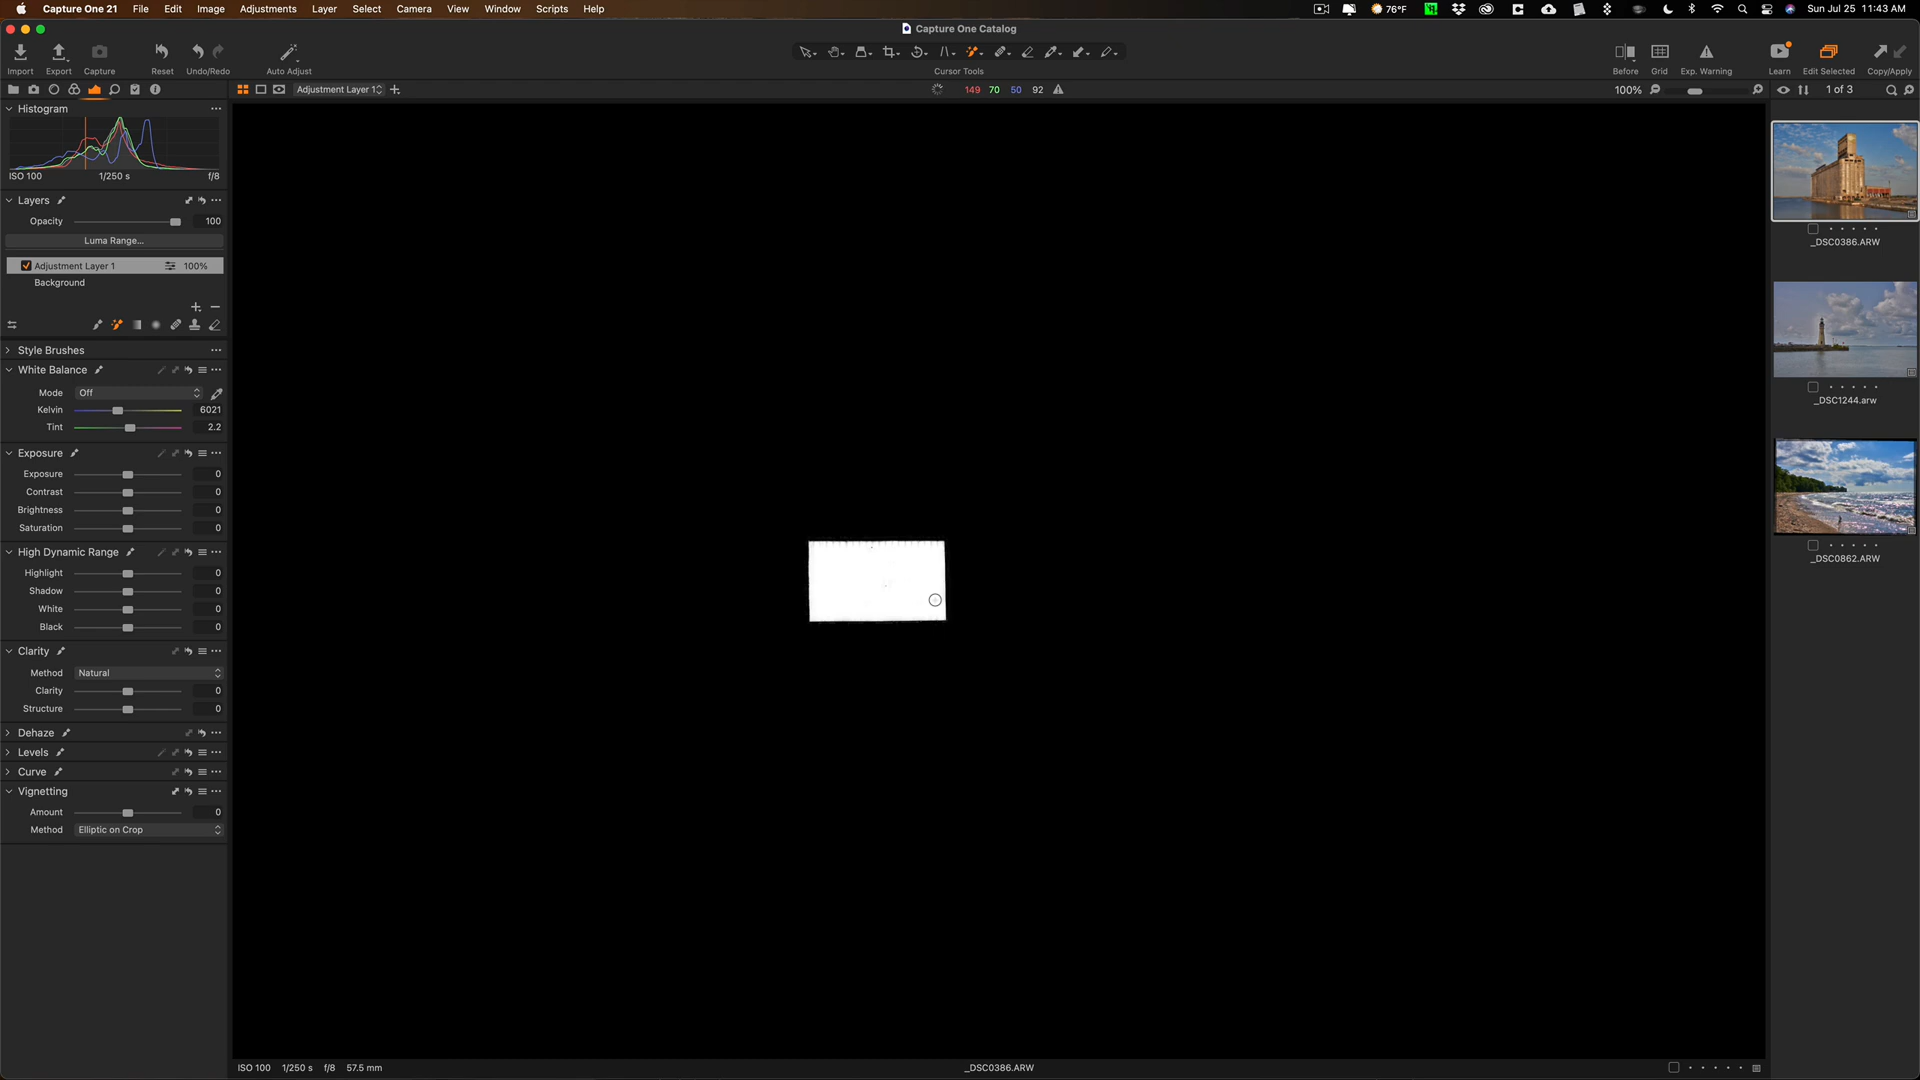 Capture One 21 File Edit Image Adjustments Layer Select Camera View Window Scripts Help 76°F Sun Jul 25 11:43 AM
Capture One Catalog
Import Export Capture Reset Undo/Redo Auto Adjust Cursor Tools Before Grid Exp. Warning Learn Edit Selected Copy/Apply
Adjustment Layer 1 149 70 50 92 100% 1 of 3
Histogram
ISO 100 1/250 s f/8
Layers
Opacity 100
Luma Range...
Adjustment Layer 1 100%
Background
Style Brushes
White Balance
Mode Off
Kelvin 6021
Tint 2.2
Exposure
Exposure 0
Contrast 0
Brightness 0
Saturation 0
High Dynamic Range
Highlight 0
Shadow 0
White 0
Black 0
Clarity
Method Natural
Clarity 0
Structure 0
Dehaze
Levels
Curve
Vignetting
Amount 0
Method Elliptic on Crop
ISO 100 1/250 s f/8 57.5 mm _DSC0386.ARW
_DSC0386.ARW
_DSC1244.arw
_DSC0862.ARW